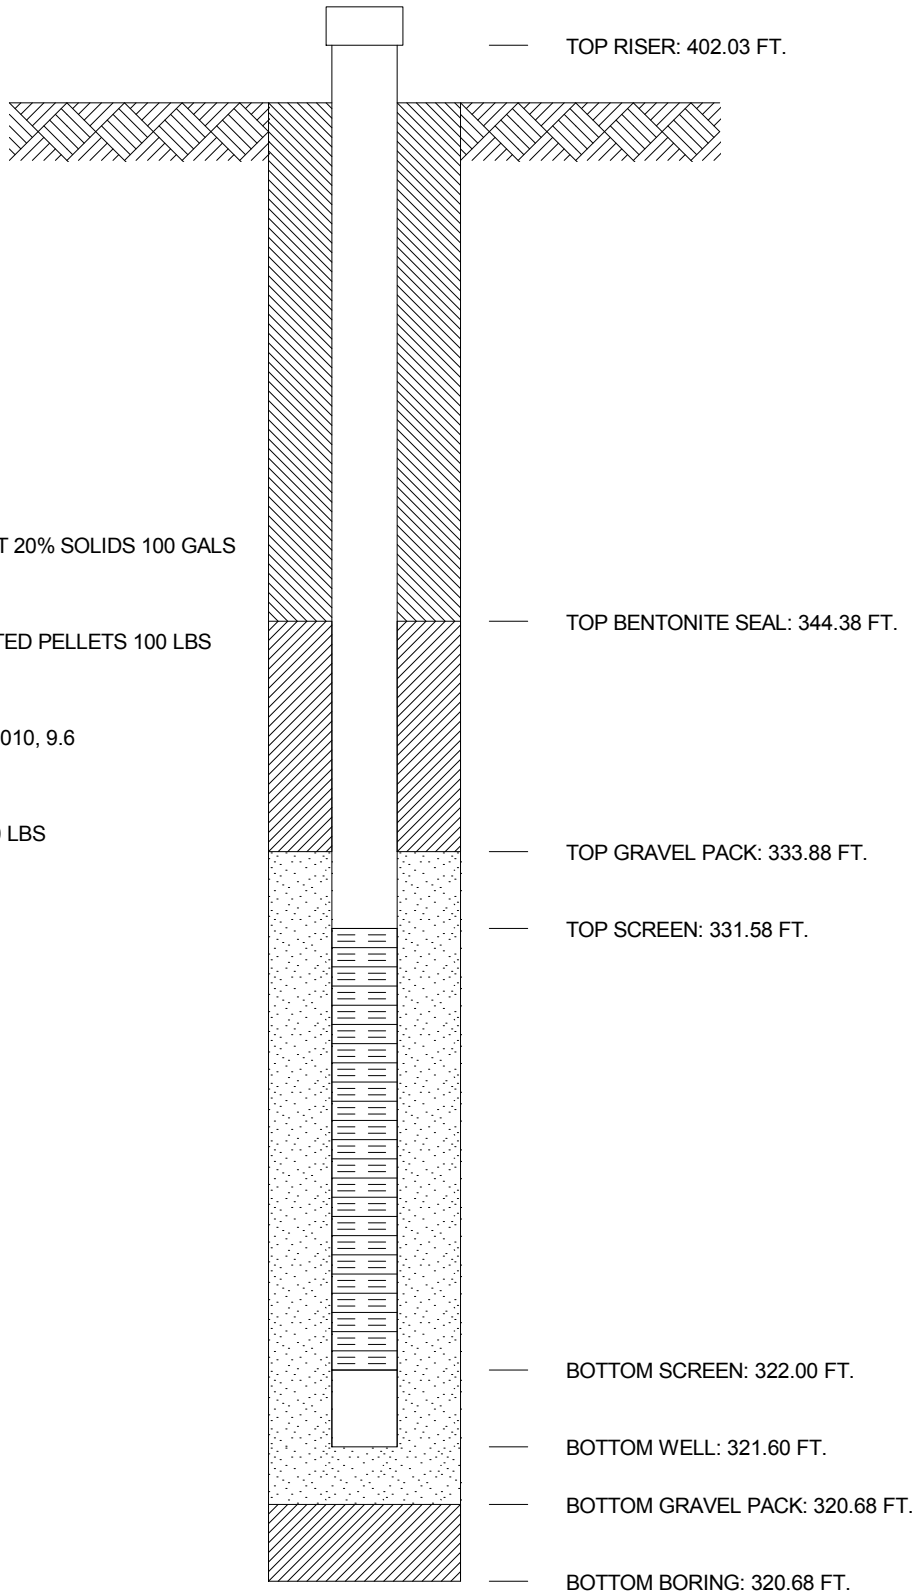 TOP RISER: 402.03 FT.
20% SOLIDS 100 GALS
TOP BENTONITE SEAL: 344.38 FT.
PELLETS 100 LBS
010, 9.6
LBS
TOP GRAVEL PACK: 333.88 FT.
TOP SCREEN: 331.58 FT.
BOTTOM SCREEN: 322.00 FT.
BOTTOM WELL: 321.60 FT.
BOTTOM GRAVEL PACK: 320.68 FT.
BOTTOM BORING: 320.68 FT.